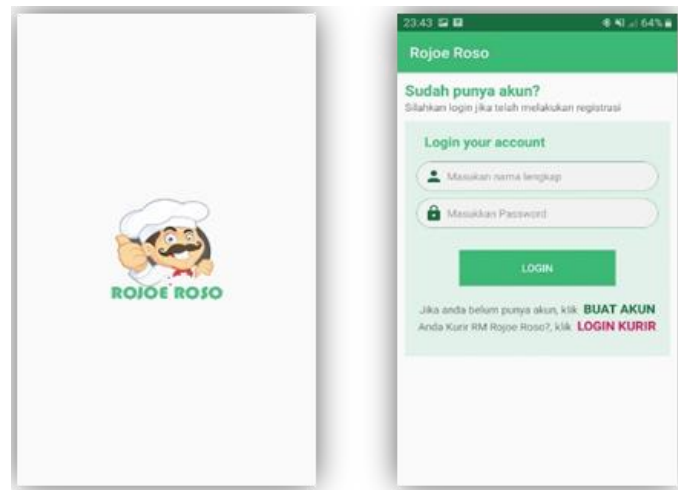 ROJOE ROSO
23:43 64%
Rojoe Roso
Sudah punya akun?
Silahkan login jika telah melakukan registrasi
Login your account
Masukan nama lengkap
Masukkan Password
LOGIN
Jika anda belum punya akun, klik BUAT AKUN
Anda Kurir RM Rojoe Roso?, klik LOGIN KURIR